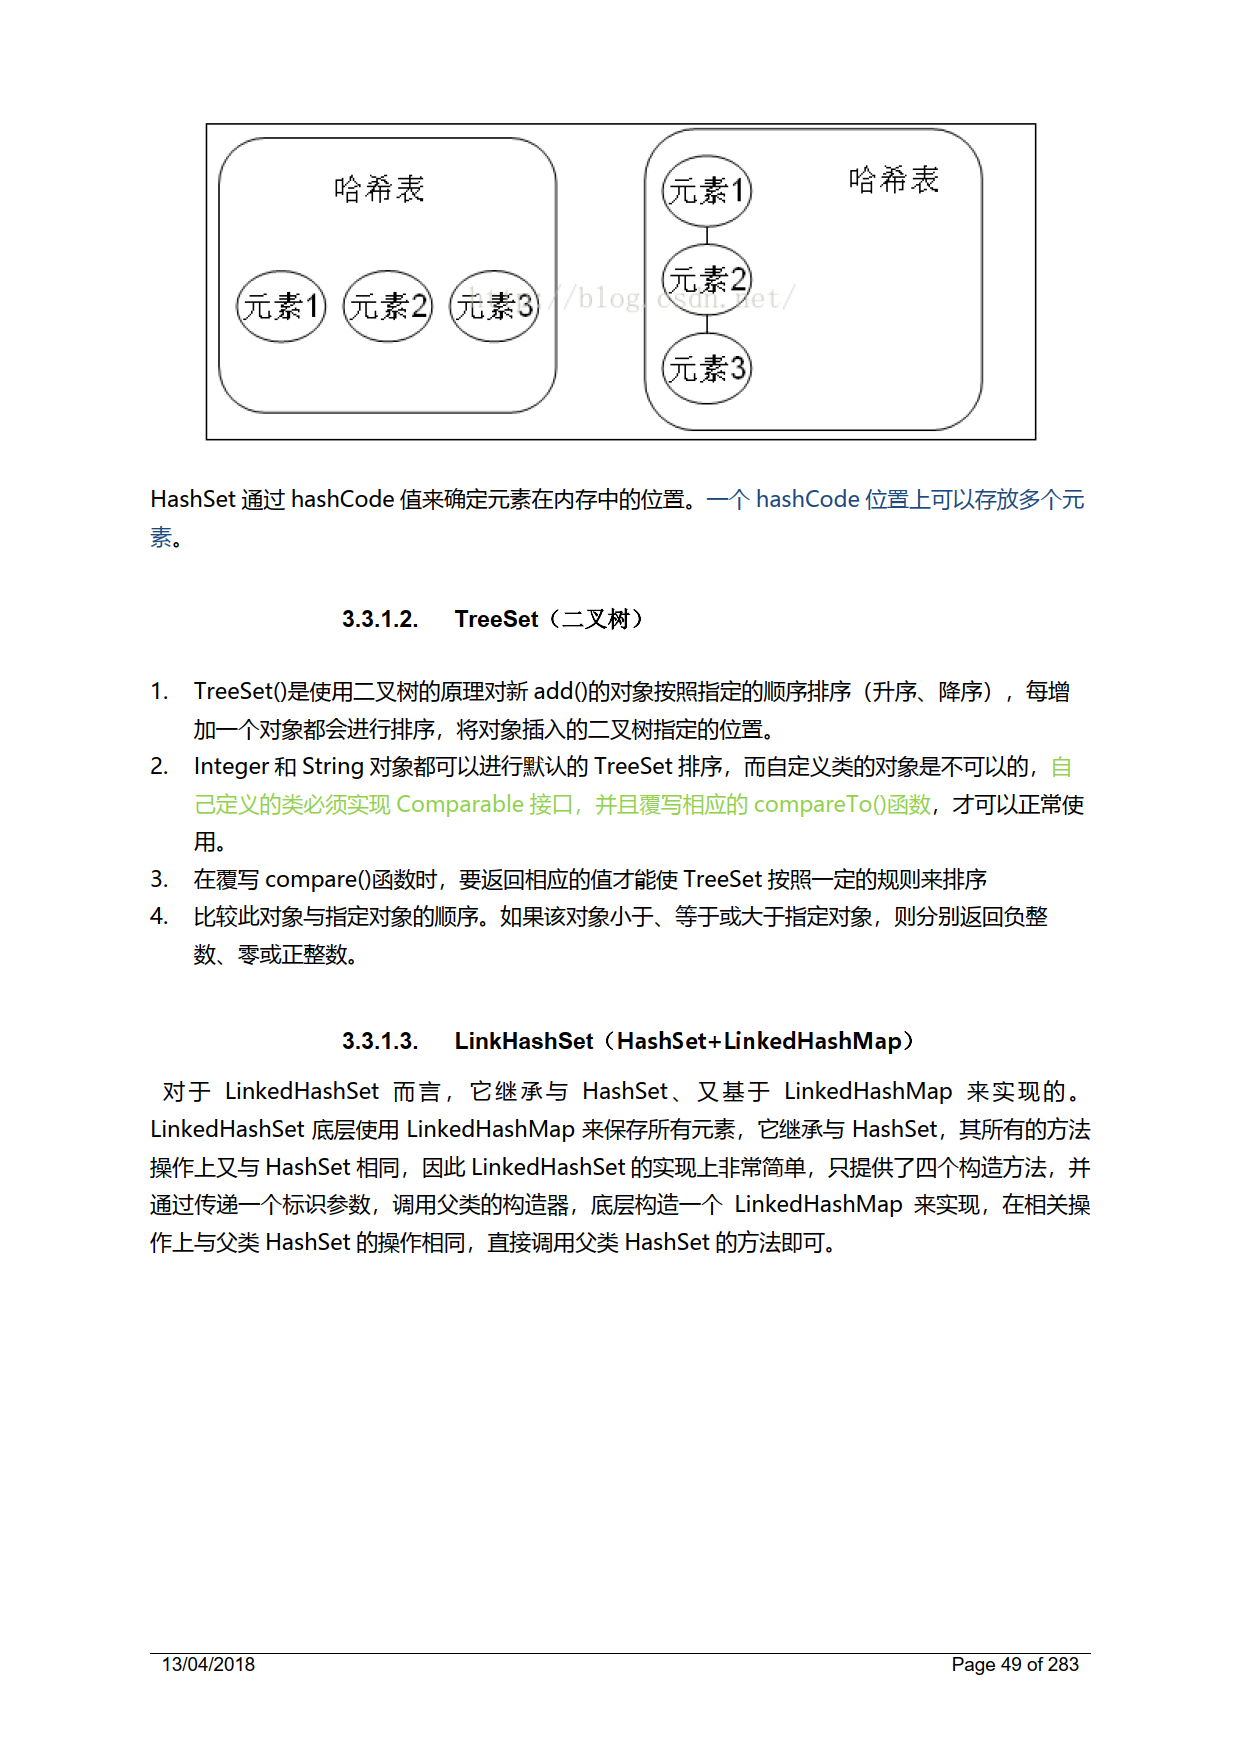 哈希表
元素1 元素2 元素3
哈希表
元素1
元素2
元素3
http://blog.csdn.net/
HashSet 通过 hashCode 值来确定元素在内存中的位置。一个 hashCode 位置上可以存放多个元
素。
3.3.1.2. TreeSet（二叉树）
1. TreeSet()是使用二叉树的原理对新 add()的对象按照指定的顺序排序（升序、降序），每增
加一个对象都会进行排序，将对象插入的二叉树指定的位置。
2. Integer 和 String 对象都可以进行默认的 TreeSet 排序，而自定义类的对象是不可以的，自
己定义的类必须实现 Comparable 接口，并且覆写相应的 compareTo()函数，才可以正常使
用。
3. 在覆写 compare()函数时，要返回相应的值才能使 TreeSet 按照一定的规则来排序
4. 比较此对象与指定对象的顺序。如果该对象小于、等于或大于指定对象，则分别返回负整
数、零或正整数。
3.3.1.3. LinkHashSet（HashSet+LinkedHashMap）
对于 LinkedHashSet 而言，它继承与 HashSet、又基于 LinkedHashMap 来实现的。
LinkedHashSet 底层使用 LinkedHashMap 来保存所有元素，它继承与 HashSet，其所有的方法
操作上又与 HashSet 相同，因此 LinkedHashSet 的实现上非常简单，只提供了四个构造方法，并
通过传递一个标识参数，调用父类的构造器，底层构造一个 LinkedHashMap 来实现，在相关操
作上与父类 HashSet 的操作相同，直接调用父类 HashSet 的方法即可。
13/04/2018 Page 49 of 283